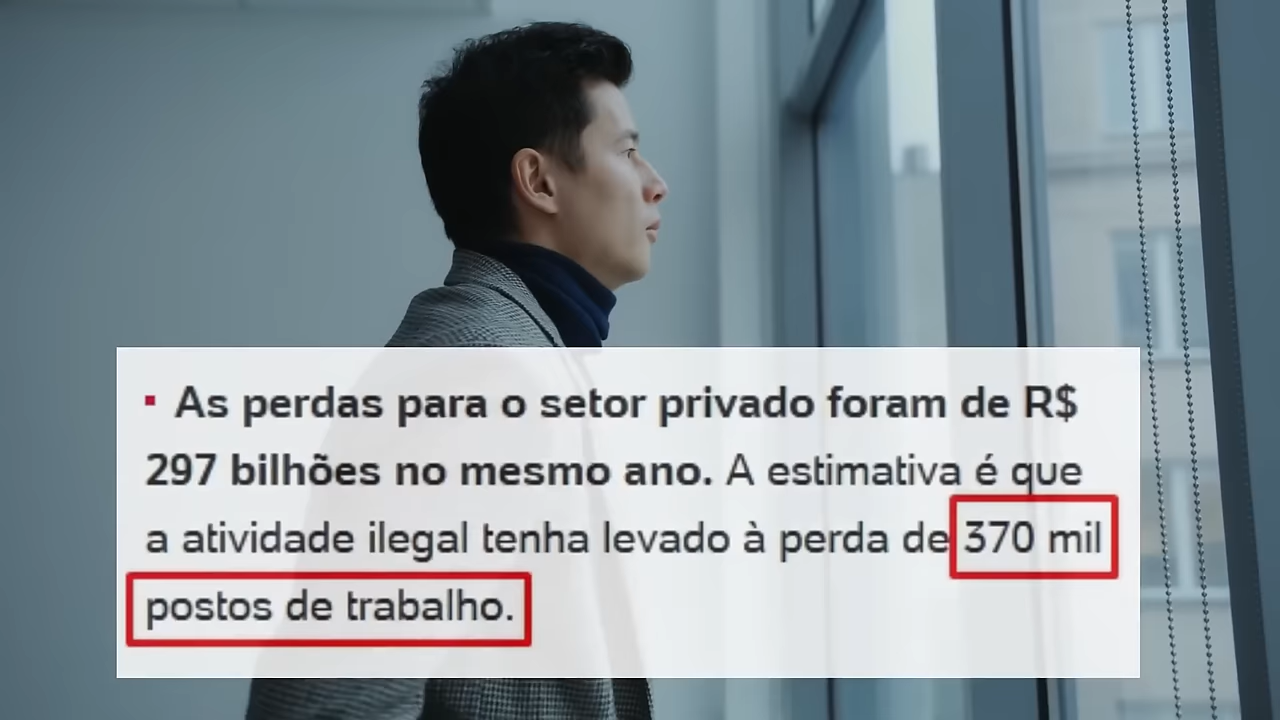 As perdas para o setor privado foram de R$
297 bilhões no mesmo ano. A estimativa é que
a atividade ilegal tenha levado à perda de 370 mil
postos de trabalho.